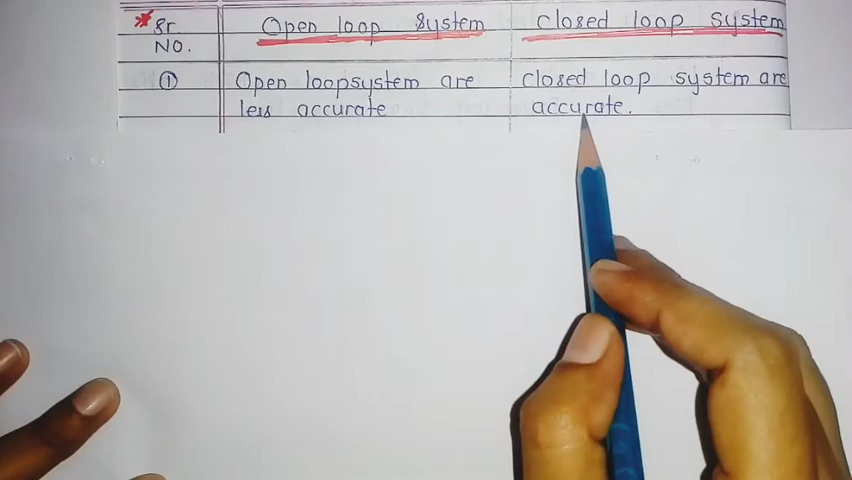 * Sr Open loop system closed loop system
NO.
① Open loopsystem are closed loop system are
less accurate accurate.